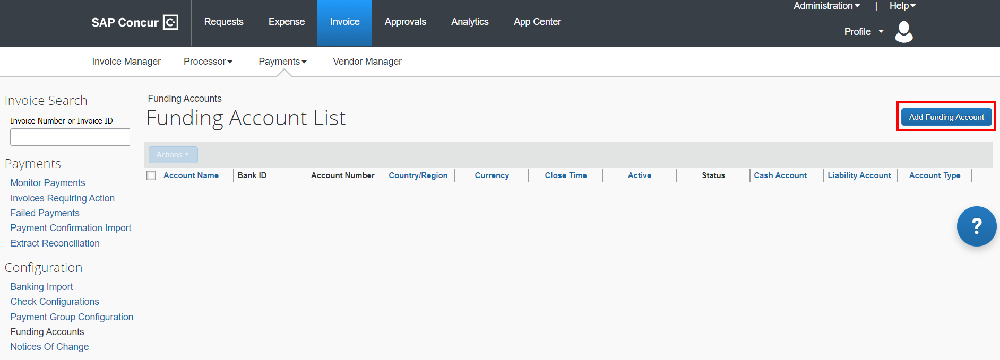 Administration | Help
SAP Concur C. Requests Expense Invoice Approvals Analytics App Center
Profile
Invoice Manager Processor Payments Vendor Manager
Invoice Search
Invoice Number or Invoice ID
Payments
Monitor Payments
Invoices Requiring Action
Failed Payments
Payment Confirmation Import
Extract Reconciliation
Configuration
Banking Import
Check Configurations
Payment Group Configuration
Funding Accounts
Notices Of Change
Funding Accounts
Funding Account List
Add Funding Account
Actions
Account Name Bank ID Account Number Country/Region Currency Close Time Active Status Cash Account Liability Account Account Type
?